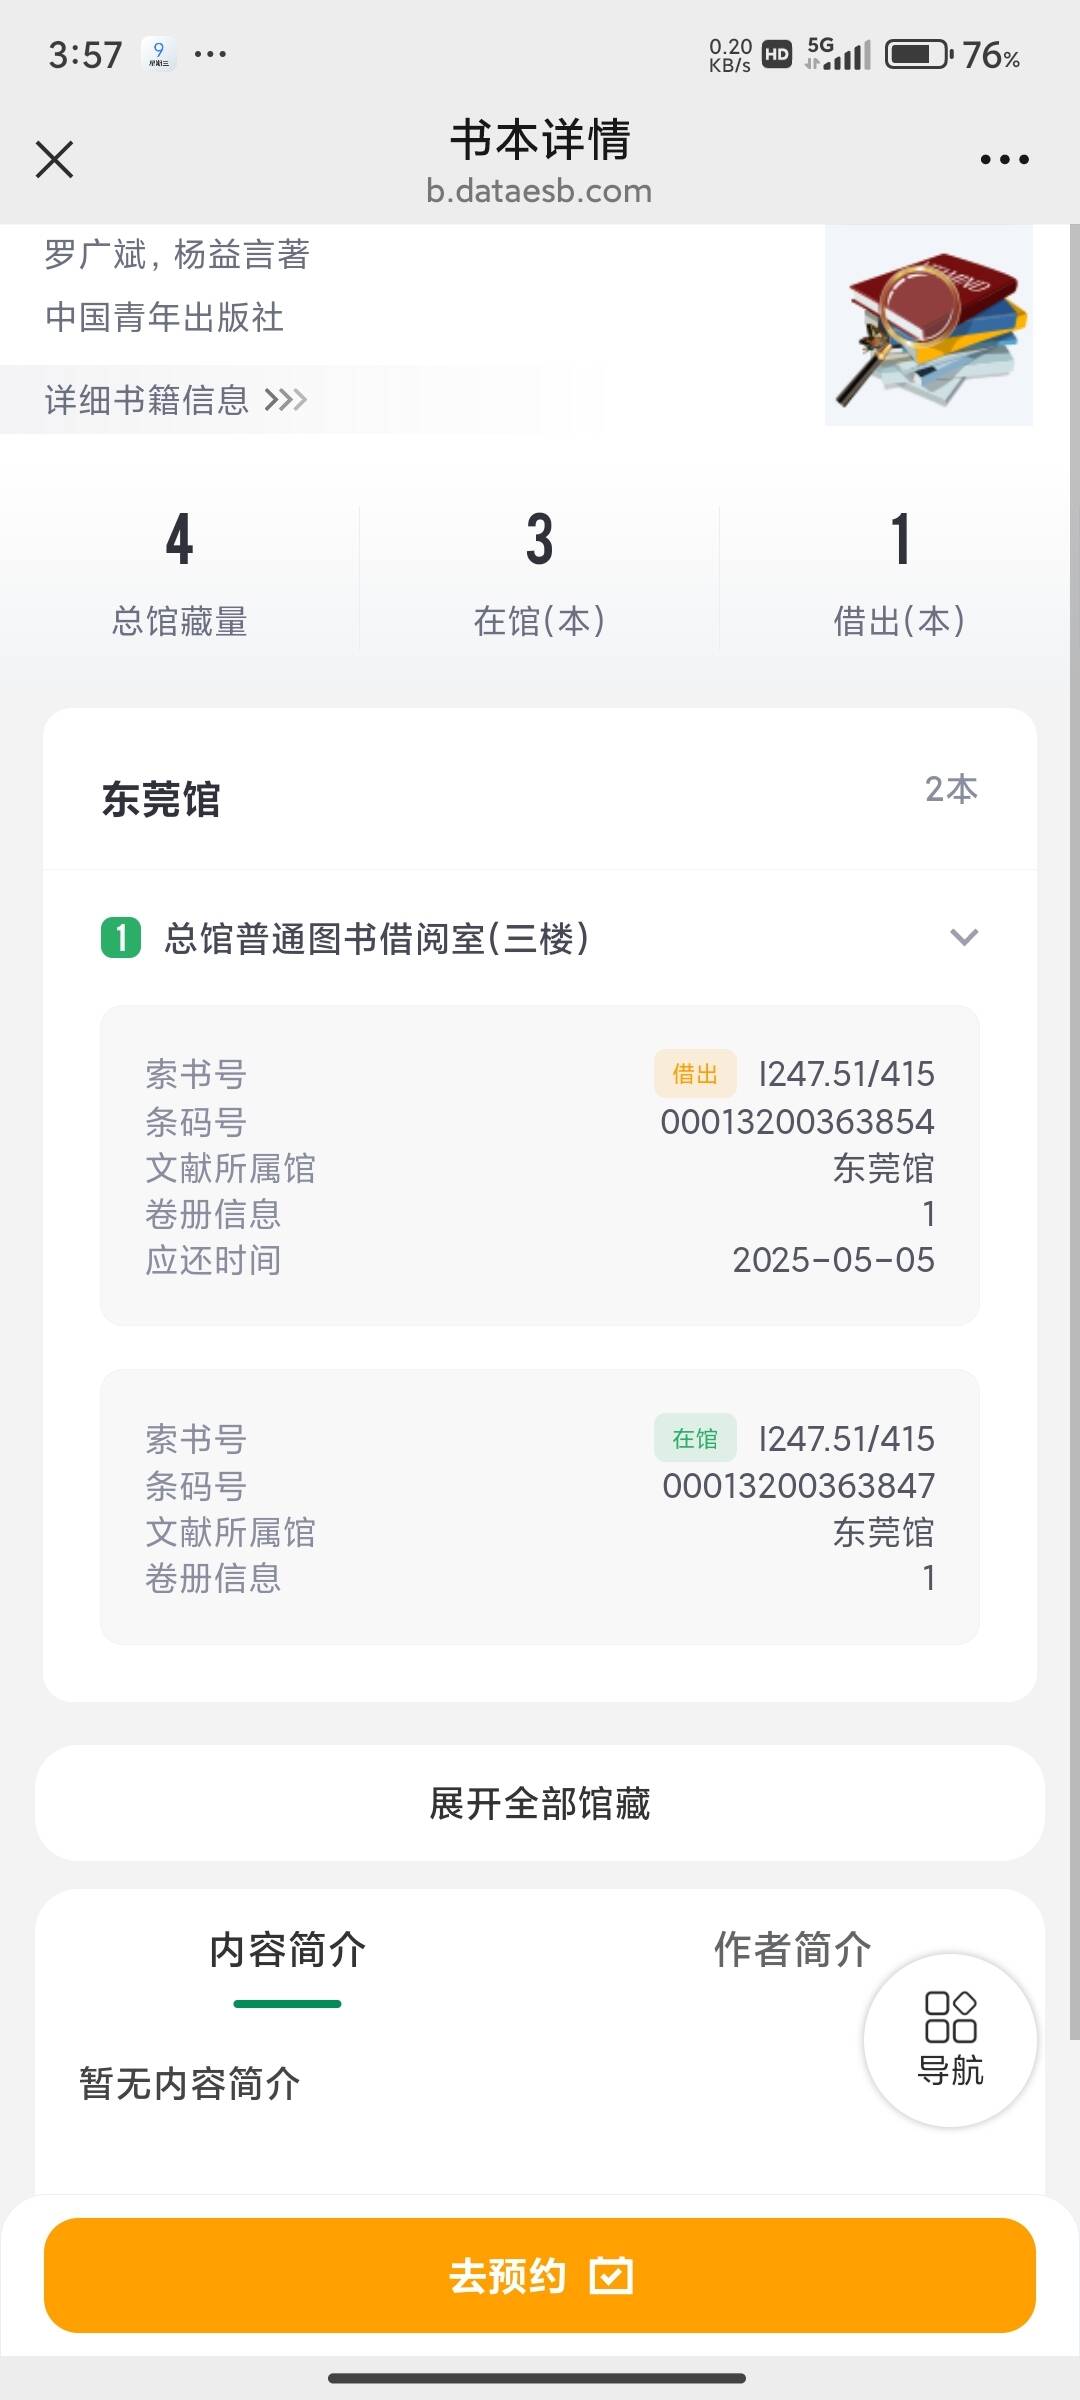 3:57
9
星期三
...
0.20
KB/s
HD
5G
76%
书本详情
b.dataesb.com
罗广斌, 杨益言著
中国青年出版社
详细书籍信息
4
总馆藏量
3
在馆(本)
1
借出(本)
东莞馆
2本
1 总馆普通图书借阅室(三楼)
索书号 借出 I247.51/415
条码号 00013200363854
文献所属馆 东莞馆
卷册信息 1
应还时间 2025-05-05
索书号 在馆 I247.51/415
条码号 00013200363847
文献所属馆 东莞馆
卷册信息 1
展开全部馆藏
内容简介
作者简介
暂无内容简介
导航
去预约